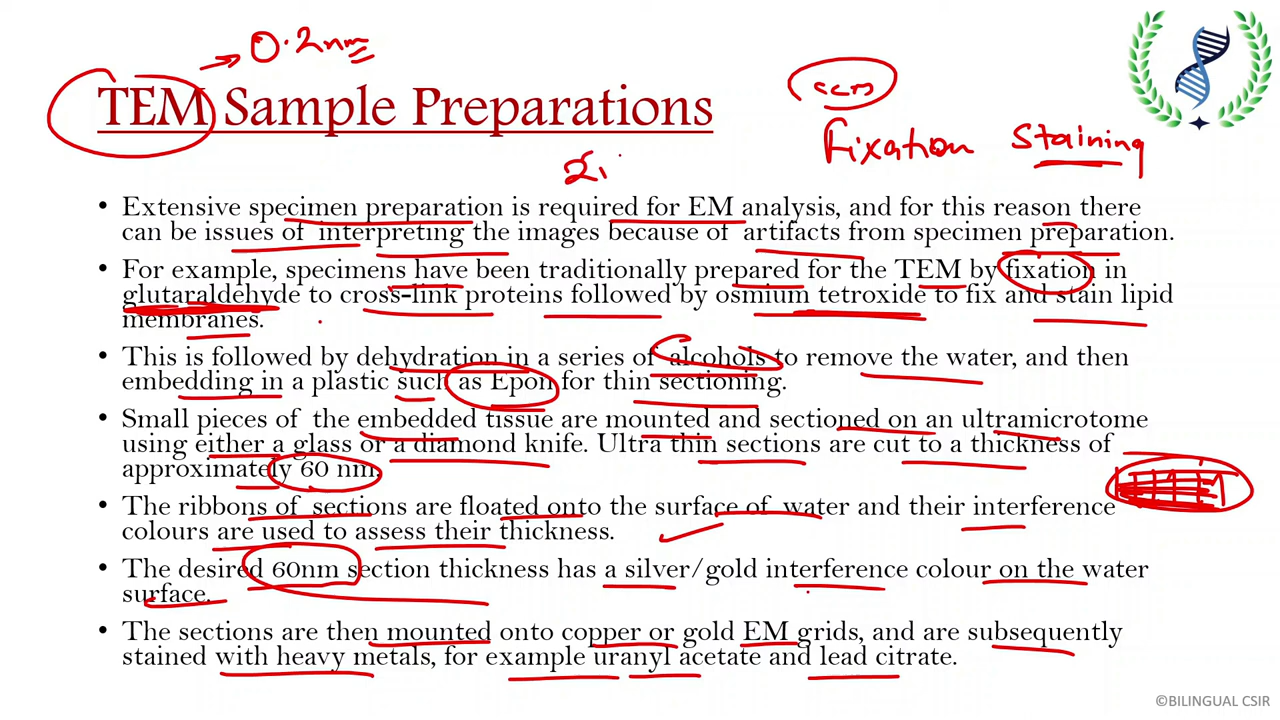 0.2nm
TEM Sample Preparations
Fixation Staining
• Extensive specimen preparation is required for EM analysis, and for this reason there
can be issues of interpreting the images because of artifacts from specimen preparation.
• For example, specimens have been traditionally prepared for the TEM by fixation in
glutaraldehyde to cross-link proteins followed by osmium tetroxide to fix and stain lipid
membranes.
• This is followed by dehydration in a series of alcohols to remove the water, and then
embedding in a plastic such as Epon for thin sectioning.
• Small pieces of the embedded tissue are mounted and sectioned on an ultramicrotome
using either a glass or a diamond knife. Ultra thin sections are cut to a thickness of
approximately 60 nm.
• The ribbons of sections are floated onto the surface of water and their interference
colours are used to assess their thickness.
• The desired 60nm section thickness has a silver/gold interference colour on the water
surface.
• The sections are then mounted onto copper or gold EM grids, and are subsequently
stained with heavy metals, for example uranyl acetate and lead citrate.
©BILINGUAL CSIR